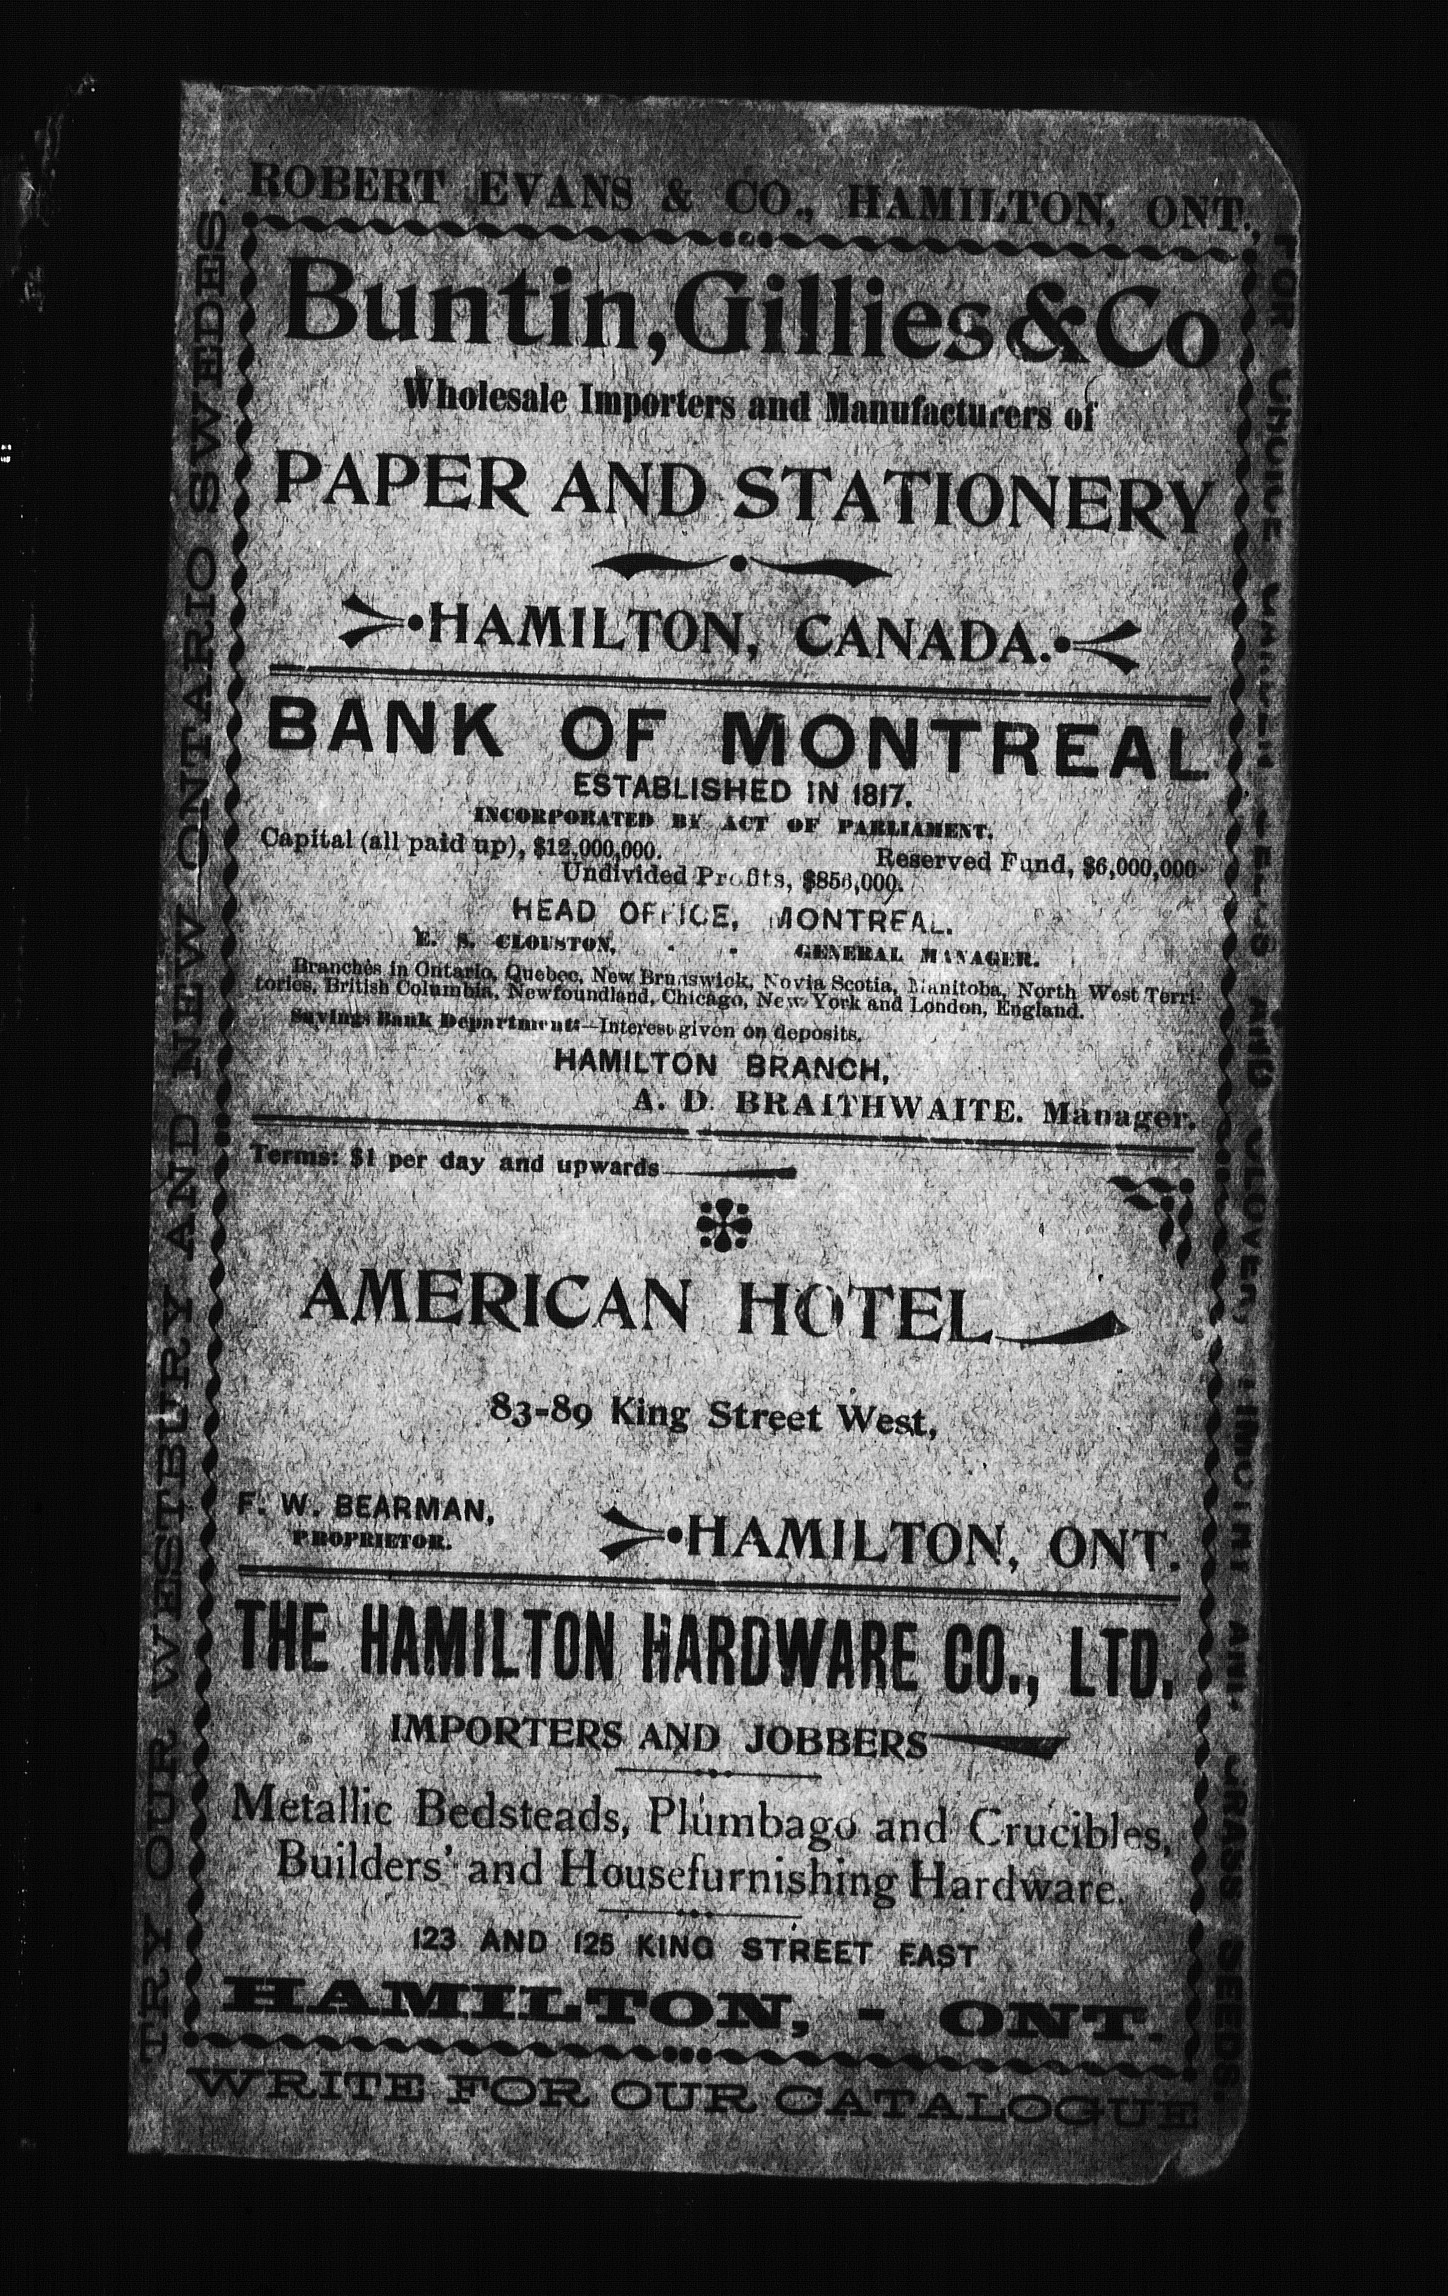 ROBERT EVANS & CO., HAMILTON, ONT.,
Buntin, Gillies & Co
Wholesale Importers and Manufacturers of
PAPER AND STATIONERY
HAMILTON, CANADA.
BANK OF MONTREAL
ESTABLISHED IN 1817.
INCORPORATED BY ACT OF PARLIAMENT.
Capital (all paid up), $12,000,000. Reserved Fund, $6,000,000
Undivided Profits,
HEAD OFFICE, MONTREAL.
E. S. CLOUSTON, - - GENERAL MANAGER.
Branches in Ontario, Quebec, New Brunswick, Novia Scotia, Manitoba, North West Terri-
tories, British Columbia, Newfoundland, Chicago, New York and London, England.
Savings Bank Department:—Interest given on deposits.
HAMILTON BRANCH,
A. D. BRAITHWAITE. Manager.
Terms: $1 per day and upwards
AMERICAN HOTEL
83-89 King Street West,
F. W. BEARMAN,
PROPRIETOR.
HAMILTON, ONT.
THE HAMILTON HARDWARE CO., LTD.
IMPORTERS AND JOBBERS
Metallic Bedsteads, Plumbago and Crucibles,
Builders' and Housefurnishing Hardware.
123 AND 125 KING STREET EAST
HAMILTON, - ONT.
WRITE FOR OUR CATALOGUE
TRY OUR WESTBURY AND NEW ONTARIO SWEDES.
FOR CHOICE AND CLOVER, TIMOTHY AND GRASS SEEDS.